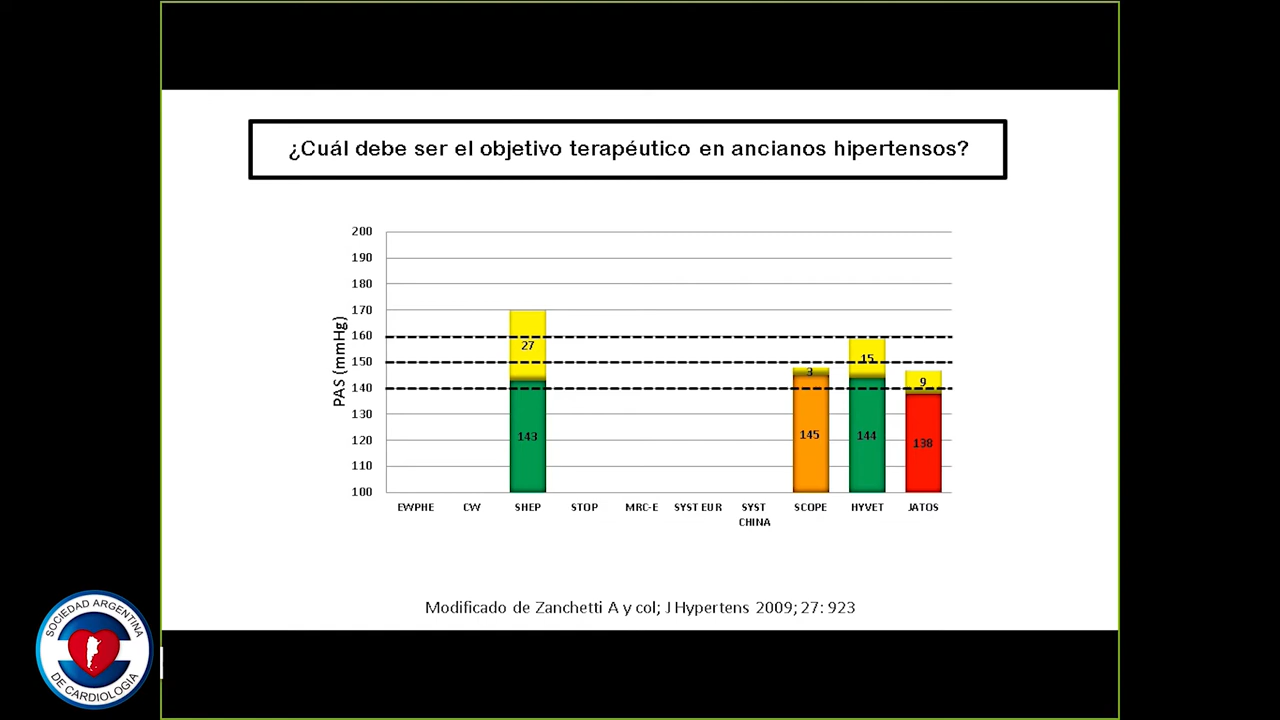 ¿Cuál debe ser el objetivo terapéutico en ancianos hipertensos?
PAS (mmHg)
200
190
180
170
160
150
140
130
120
110
100
27
143
3
145
15
144
9
138
EWPHE CW SHEP STOP MRC-E SYST EUR SYST SCOPE HYVET JATOS
CHINA
Modificado de Zanchetti A y col; J Hypertens 2009; 27: 923
SOCIEDAD ARGENTINA
DE CARDIOLOGIA